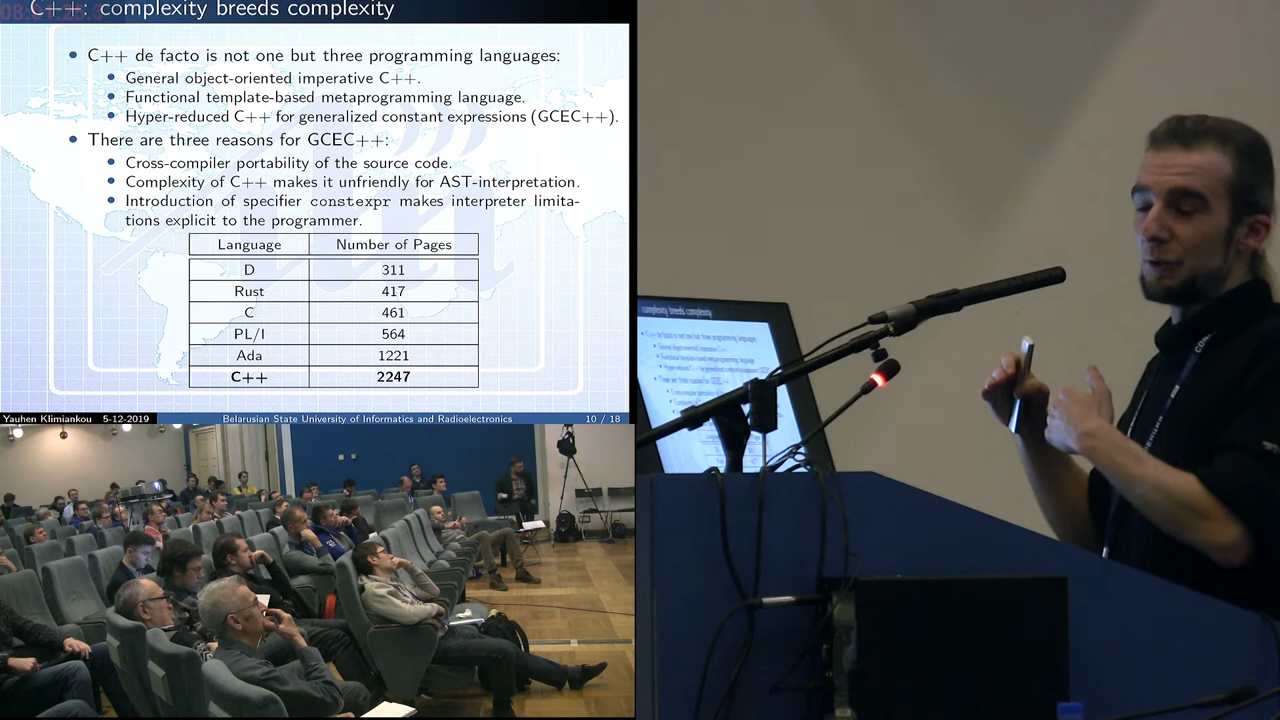 C++: complexity breeds complexity
C++ de facto is not one but three programming languages:
General object-oriented imperative C++.
Functional template-based metaprogramming language.
Hyper-reduced C++ for generalized constant expressions (GCEC++).
There are three reasons for GCEC++:
Cross-compiler portability of the source code.
Complexity of C++ makes it unfriendly for AST-interpretation.
Introduction of specifier constexpr makes interpreter limita-
tions explicit to the programmer.
Language Number of Pages
D 311
Rust 417
C 461
PL/I 564
Ada 1221
C++ 2247
Yauhen Klimiankou 5-12-2019 Belarusian State University of Informatics and Radioelectronics 10 / 18
complexity breeds complexity